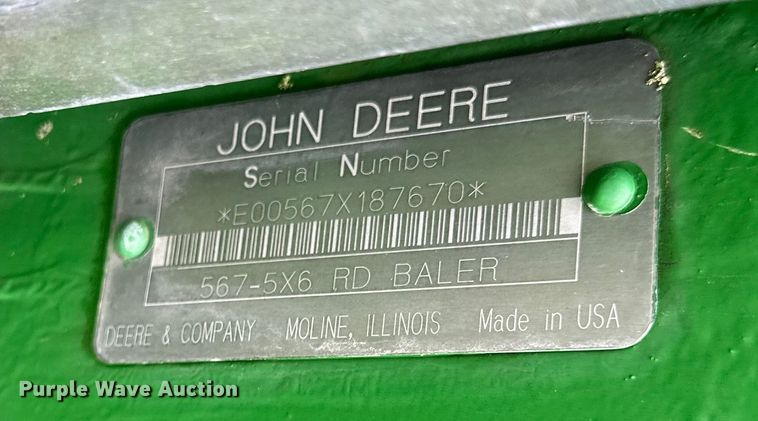 JOHN DEERE
Serial Number
*E00567X187670*
567-5X6 RD BALER
DEERE & COMPANY MOLINE, ILLINOIS Made in USA
Purple Wave Auction